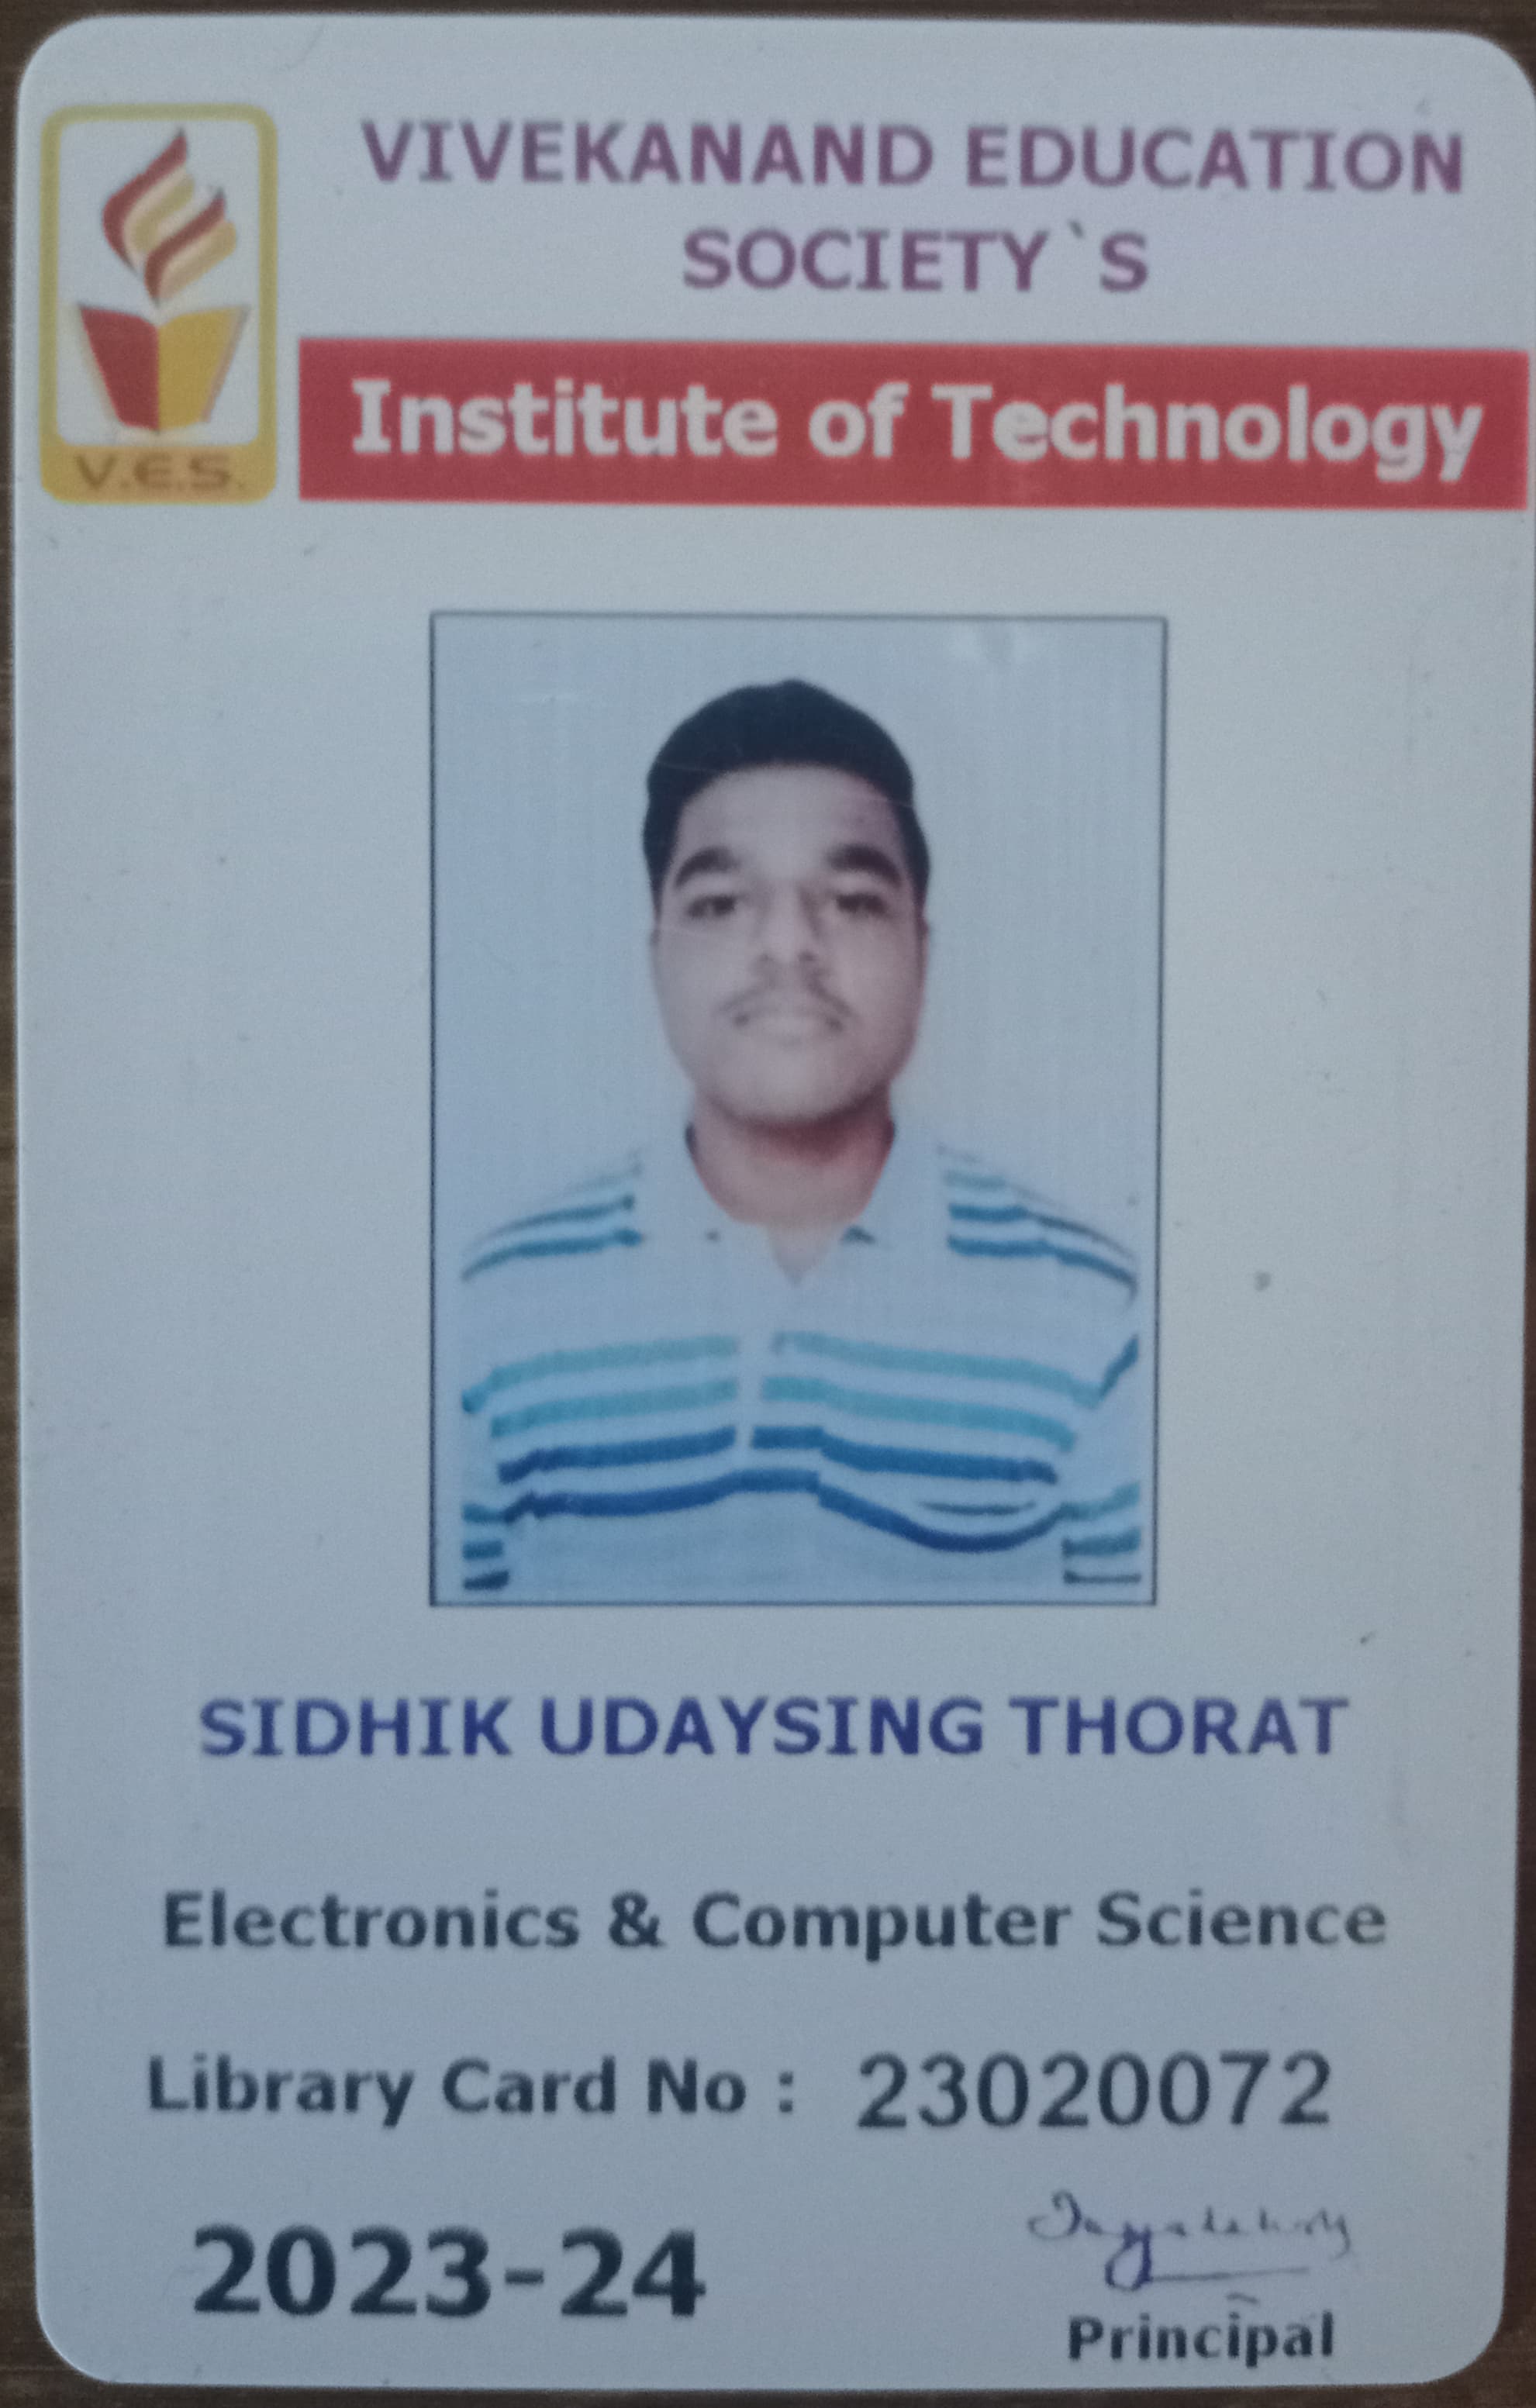 VIVEKANAND EDUCATION
SOCIETY`S
Institute of Technology
V.E.S.
SIDHIK UDAYSING THORAT
Electronics & Computer Science
Library Card No : 23020072
2023-24
Principal